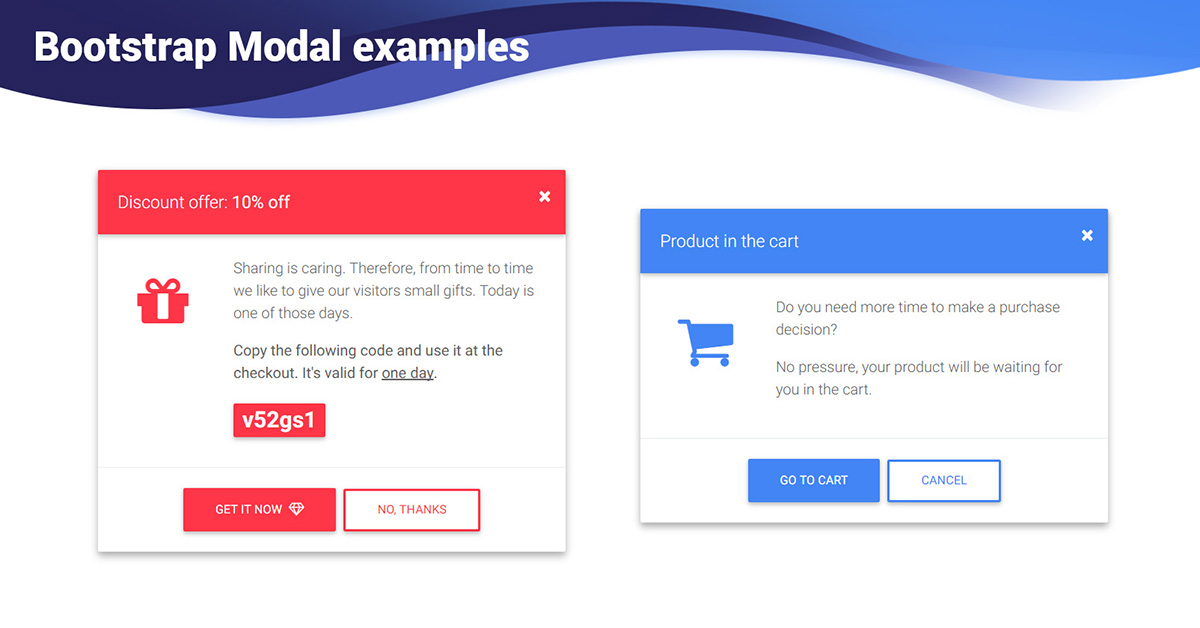 Bootstrap Modal examples
Discount offer: 10% off
Sharing is caring. Therefore, from time to time
we like to give our visitors small gifts. Today is
one of those days.
Copy the following code and use it at the
checkout. It's valid for one day.
v52gs1
GET IT NOW
NO, THANKS
Product in the cart
Do you need more time to make a purchase
decision?
No pressure, your product will be waiting for
you in the cart.
GO TO CART
CANCEL